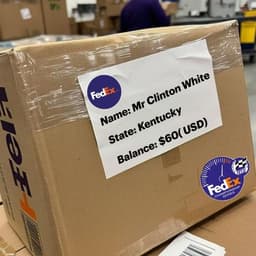 FedEx
Name: Mr Clinton White
State: Kentucky
Balance: $60( USD)
FedEx